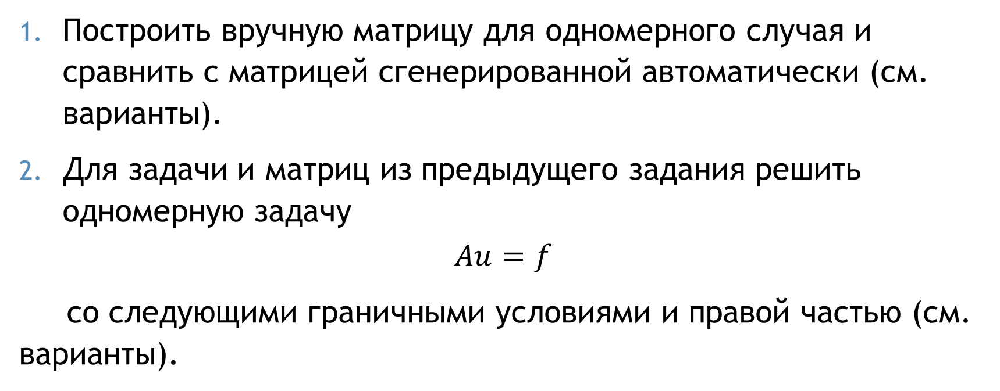 1. Построить вручную матрицу для одномерного случая и
сравнить с матрицей сгенерированной автоматически (см.
варианты).
2. Для задачи и матриц из предыдущего задания решить
одномерную задачу
Au = f
со следующими граничными условиями и правой частью (см.
варианты).